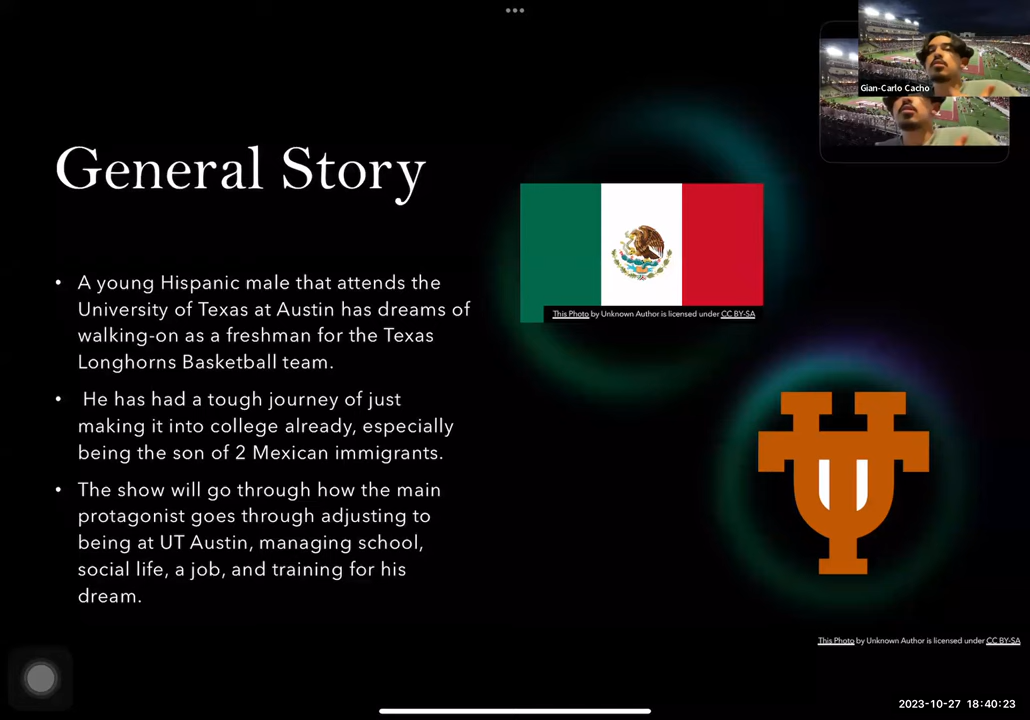 Gian-Carlo Cacho
General Story
• A young Hispanic male that attends the
University of Texas at Austin has dreams of
walking-on as a freshman for the Texas
Longhorns Basketball team.
• He has had a tough journey of just
making it into college already, especially
being the son of 2 Mexican immigrants.
• The show will go through how the main
protagonist goes through adjusting to
being at UT Austin, managing school,
social life, a job, and training for his
dream.
This Photo by Unknown Author is licensed under CC BY-SA
UT
This Photo by Unknown Author is licensed under CC BY-SA
2023-10-27 18:40:23